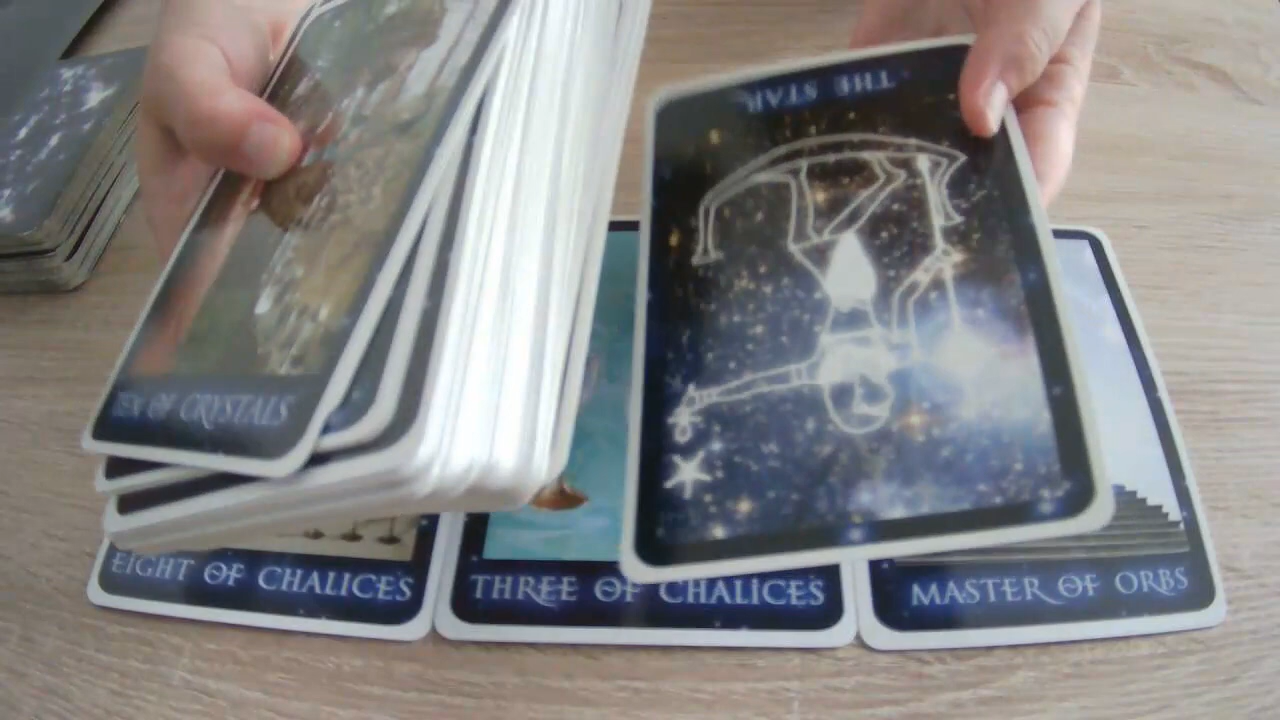 THE STAR
TEN OF CRYSTALS
EIGHT OF CHALICES
THREE OF CHALICES
MASTER OF ORBS